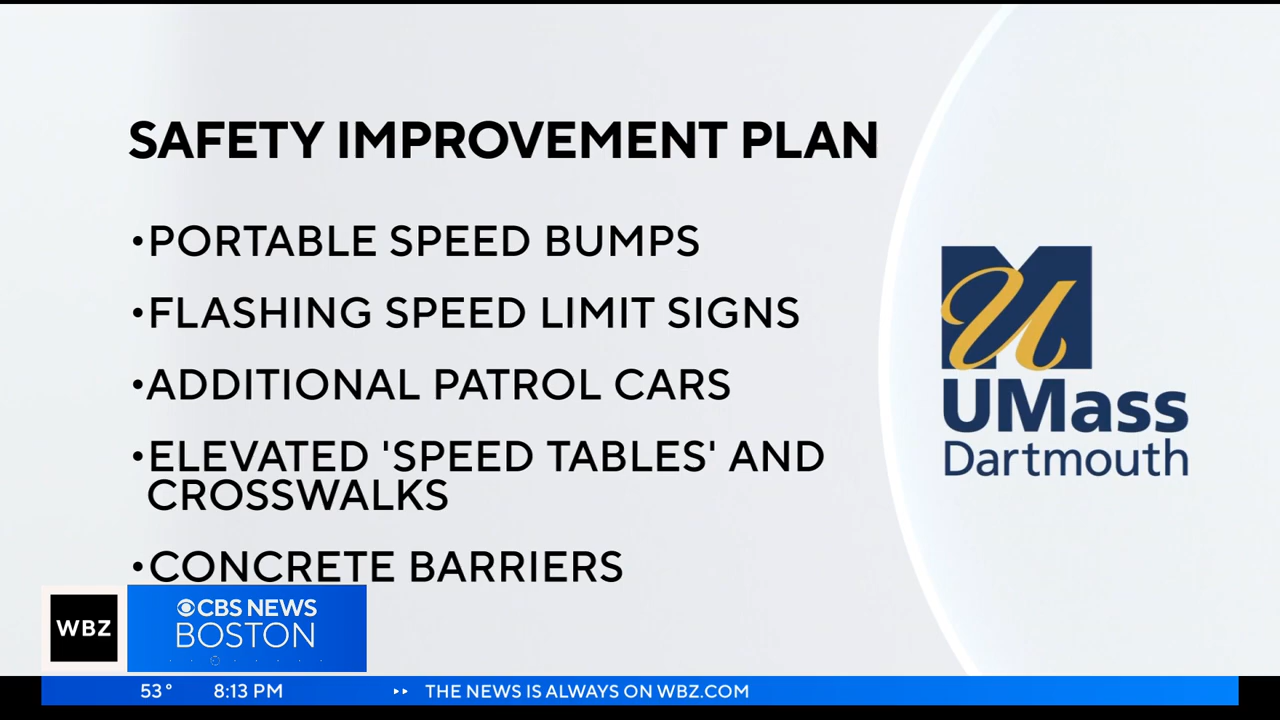 SAFETY IMPROVEMENT PLAN
•PORTABLE SPEED BUMPS
•FLASHING SPEED LIMIT SIGNS
•ADDITIONAL PATROL CARS
•ELEVATED 'SPEED TABLES' AND
CROSSWALKS
•CONCRETE BARRIERS
U
UMass
Dartmouth
WBZ
CBS NEWS
BOSTON
53° 8:13 PM THE NEWS IS ALWAYS ON WBZ.COM